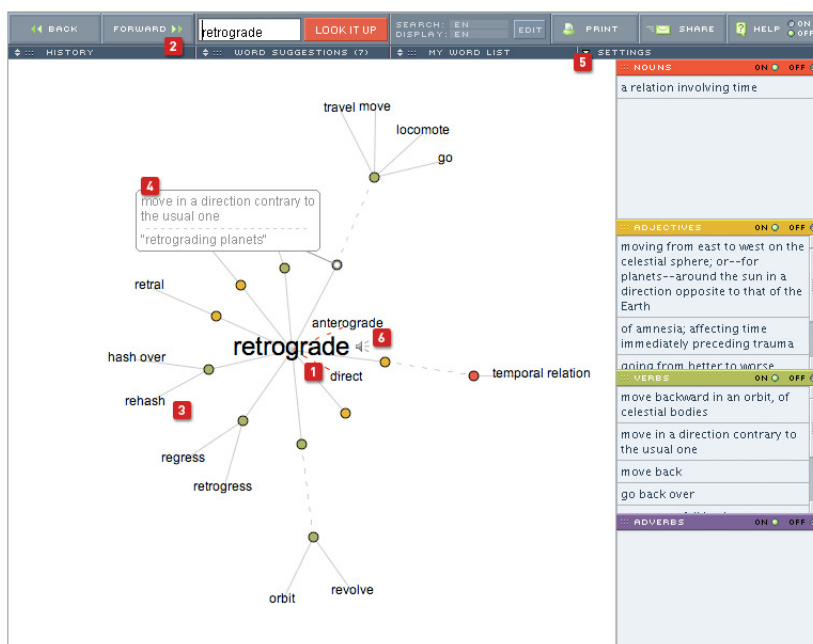 BACK
FORWARD
retrograde
LOOK IT UP
SEARCH: EN
DISPLAY: EN
EDIT
PRINT
SHARE
HELP
ON
OFF
2
HISTORY
WORD SUGGESTIONS (7)
MY WORD LIST
SETTINGS
5
travel
move
locomote
go
4
move in a direction contrary to
the usual one
"retrograding planets"
retral
anterograde
6
retrograde
hash over
1
direct
temporal relation
rehash
3
regress
retrogress
orbit
revolve
NOUNS ON OFF
a relation involving time
ADJECTIVES ON OFF
moving from east to west on the
celestial sphere; or--for
planets--around the sun in a
direction opposite to that of the
Earth
of amnesia; affecting time
immediately preceding trauma
going from better to worse
VERBS ON OFF
move backward in an orbit, of
celestial bodies
move in a direction contrary to
the usual one
move back
go back over
ADVERBS ON OFF